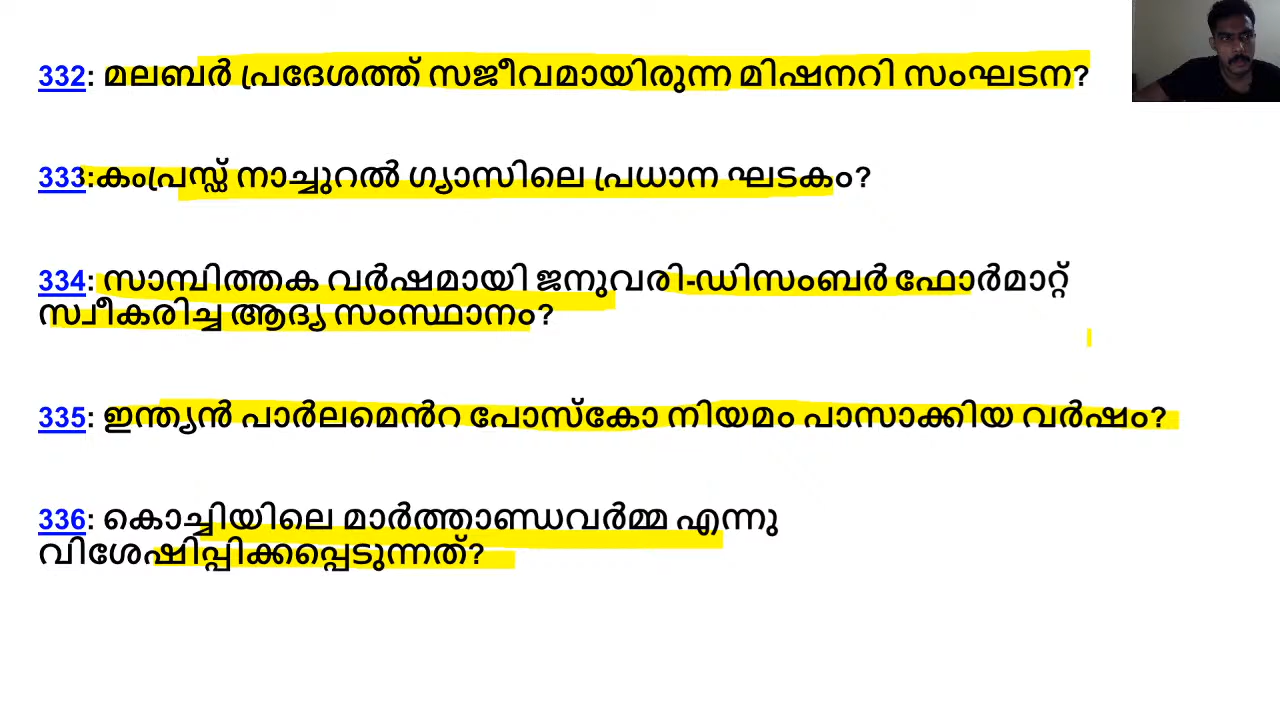 332: മലബർ പ്രദേശത്ത് സജീവമായിരുന്ന മിഷനറി സംഘടന?
333:കംപ്രസ്സ്ഡ് നാച്ചുറൽ ഗ്യാസിലെ പ്രധാന ഘടകം?
334: സാമ്പിത്തക വർഷമായി ജനുവരി-ഡിസംബർ ഫോർമാറ്റ്
സ്വീകരിച്ച ആദ്യ സംസ്ഥാനം?
335: ഇന്ത്യൻ പാർലമെൻറ പോസ്കോ നിയമം പാസാക്കിയ വർഷം?
336: കൊച്ചിയിലെ മാർത്താണ്ഡവർമ്മ എന്നു
വിശേഷിപ്പിക്കപ്പെടുന്നത്?